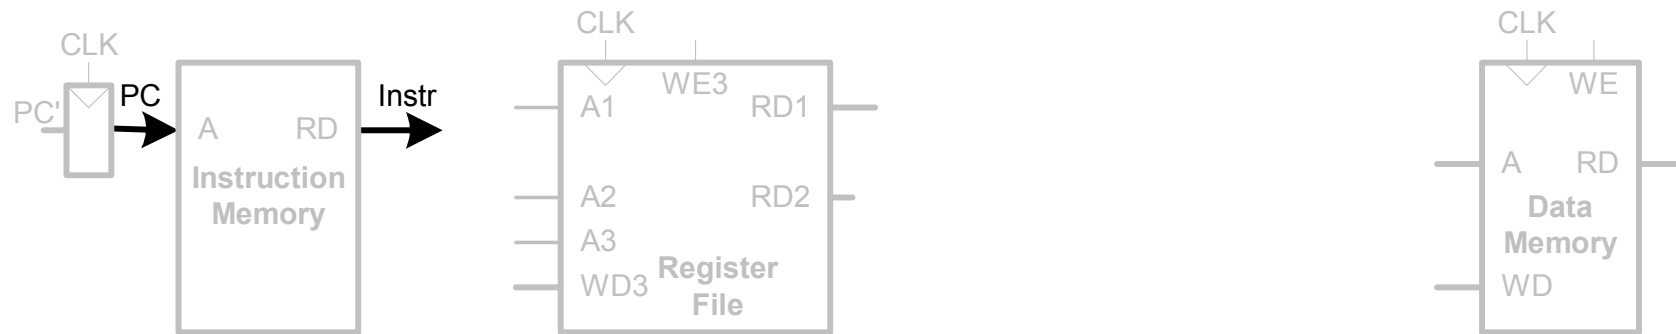 CLK
PC'
PC
A
RD
Instruction
Memory
Instr
CLK
WE3
A1
RD1
A2
RD2
A3
WD3
Register
File
CLK
WE
A
RD
Data
Memory
WD